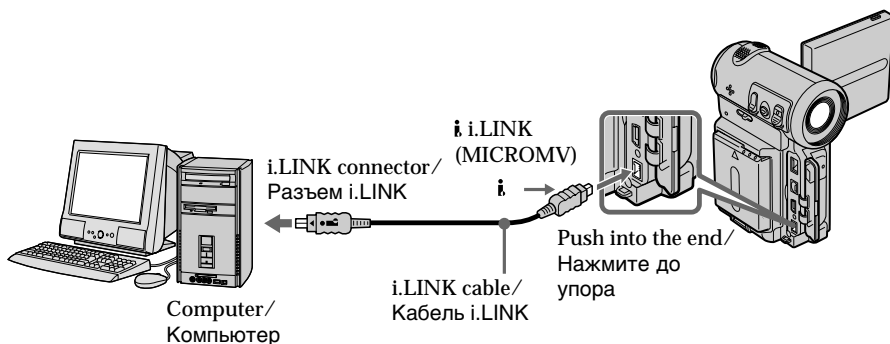 i.LINK
(MICROMV)
i.LINK connector/
Разъем i.LINK
Push into the end/
Нажмите до
упора
i.LINK cable/
Кабель i.LINK
Computer/
Компьютер